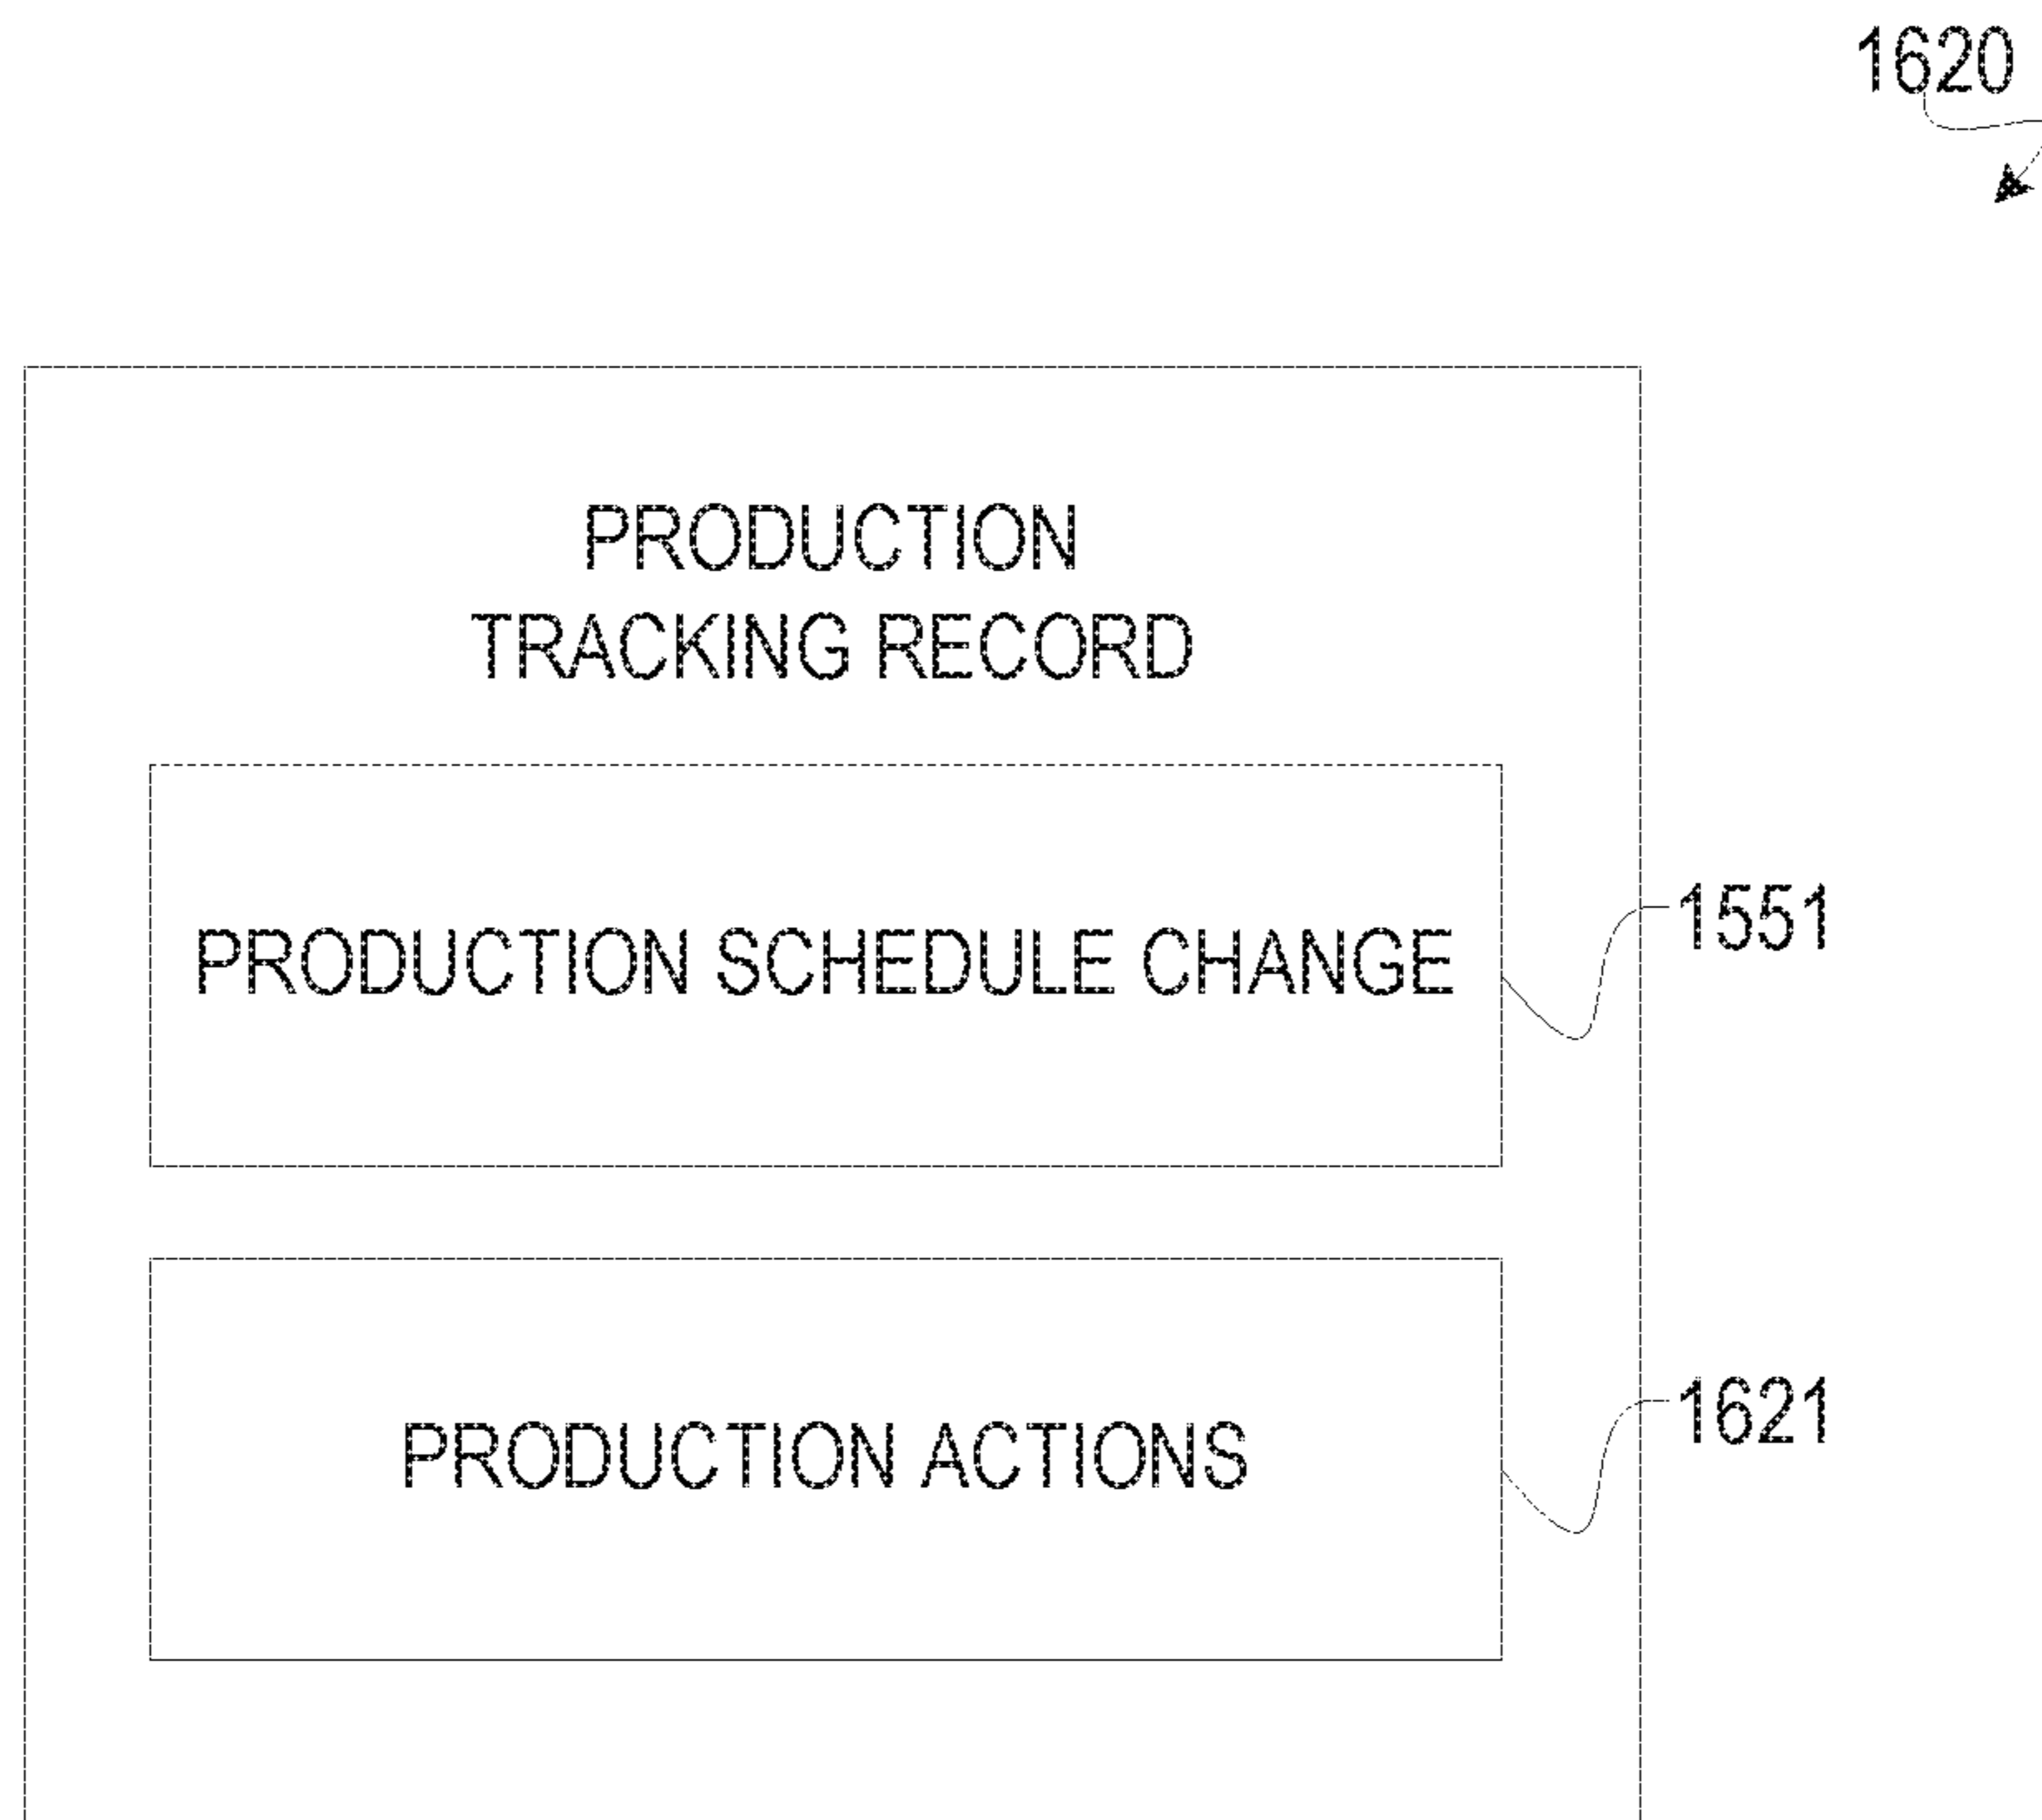 1620
PRODUCTION
TRACKING RECORD
PRODUCTION SCHEDULE CHANGE
1551
PRODUCTION ACTIONS
1621